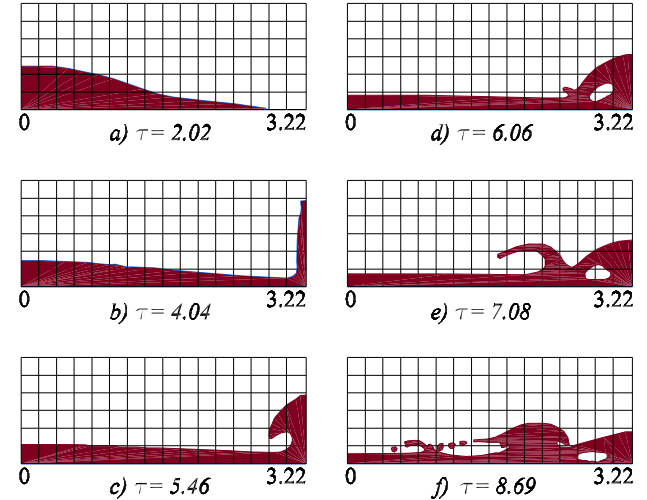 0 3.22
a) τ = 2.02
0 3.22
d) τ = 6.06
0 3.22
b) τ = 4.04
0 3.22
e) τ = 7.08
0 3.22
c) τ = 5.46
0 3.22
f) τ = 8.69